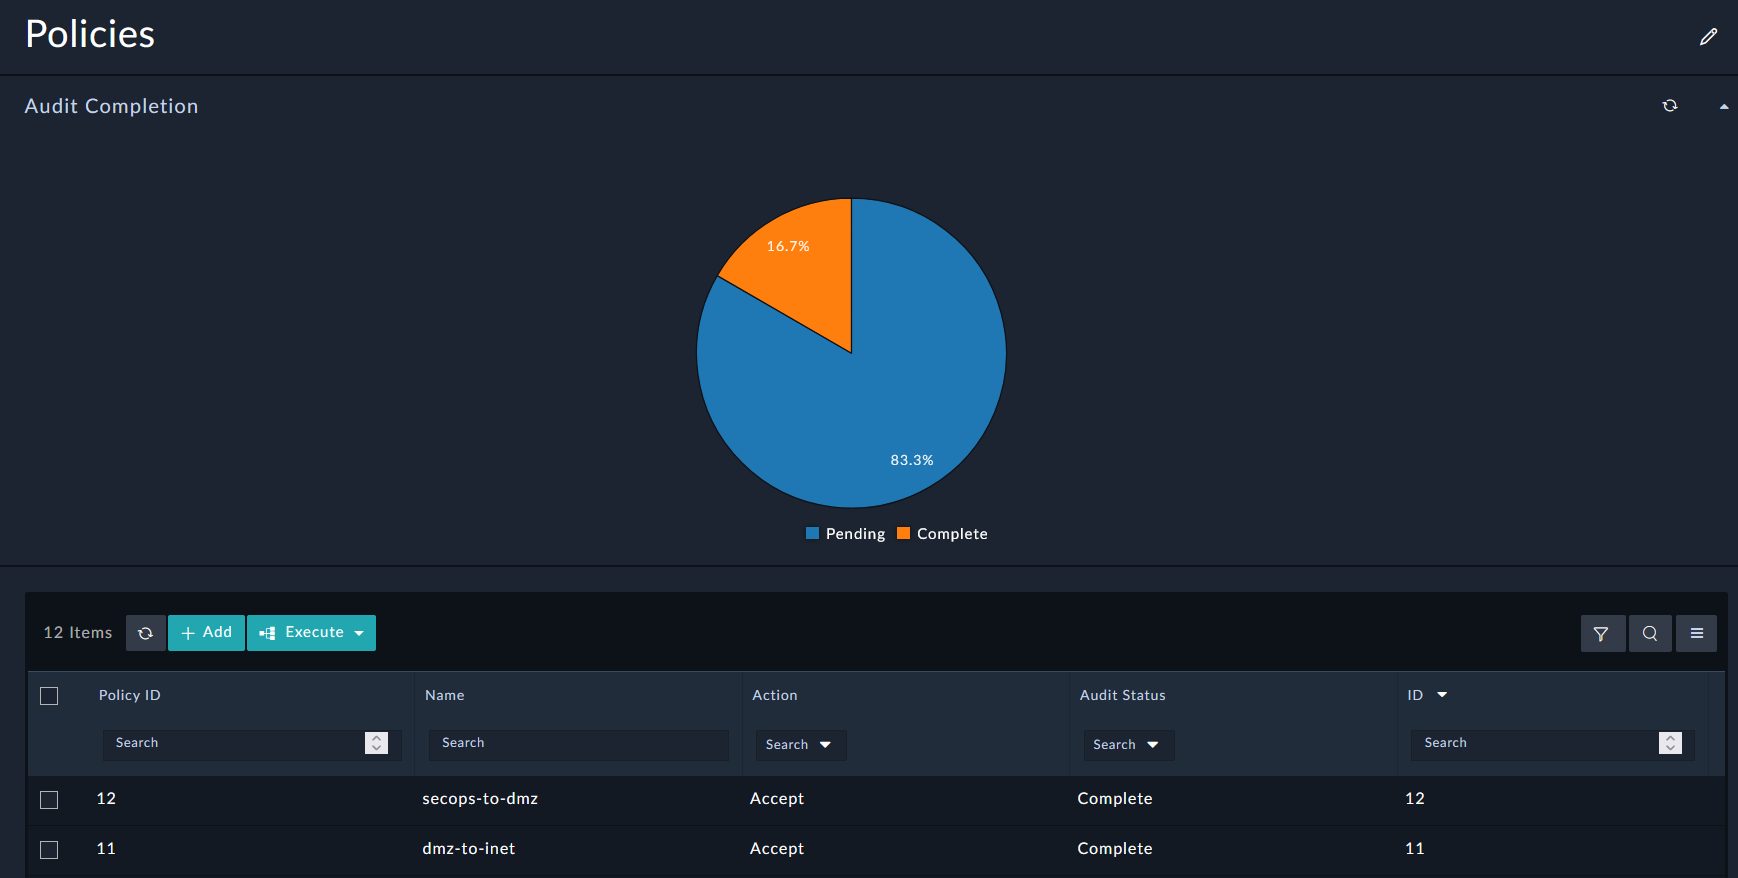 Policies
Audit Completion
16.7%
83.3%
Pending Complete
12 Items Add Execute
Policy ID Name Action Audit Status ID
Search Search Search Search Search
12 secops-to-dmz Accept Complete 12
11 dmz-to-inet Accept Complete 11